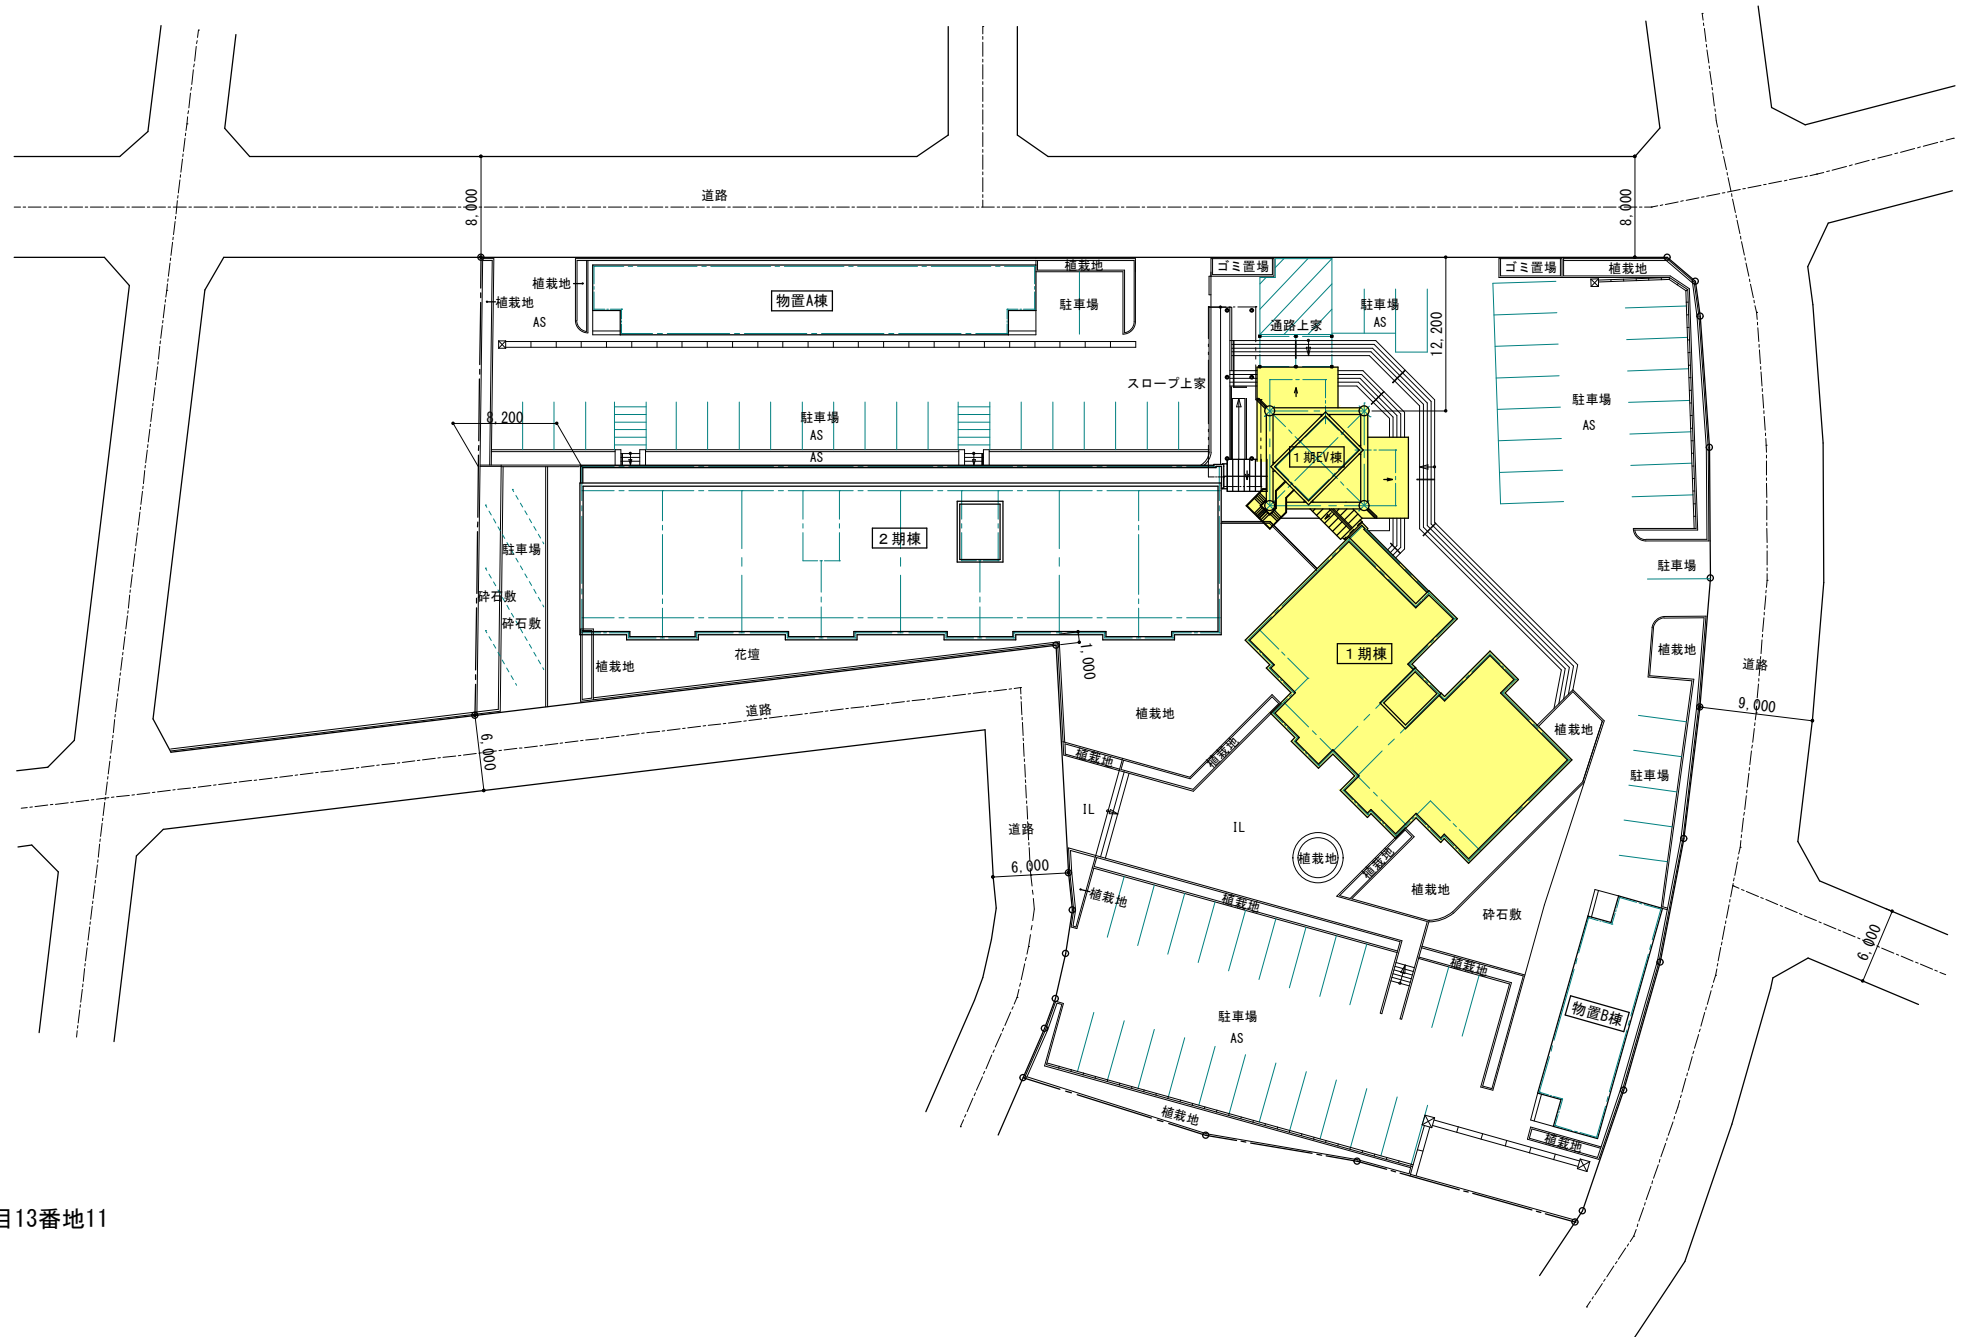 道路
8,000
8,000
植栽地
植栽地
AS
物置A棟
植栽地
駐車場
ゴミ置場
通路上家
駐車場
AS
12,200
ゴミ置場
植栽地
スロープ上家
8,200
駐車場
AS
AS
駐車場
AS
1期EV棟
2期棟
駐車場
砕石敷
砕石敷
植栽地
花壇
1,000
駐車場
植栽地
道路
9,000
1期棟
植栽地
植栽地
道路
6,000
植栽地
植栽地
駐車場
IL
IL
道路
6,000
植栽地
植栽地
植栽地
植栽地
植栽地
砕石敷
植栽地
6,000
物置B棟
駐車場
AS
植栽地
植栽地
目13番地11